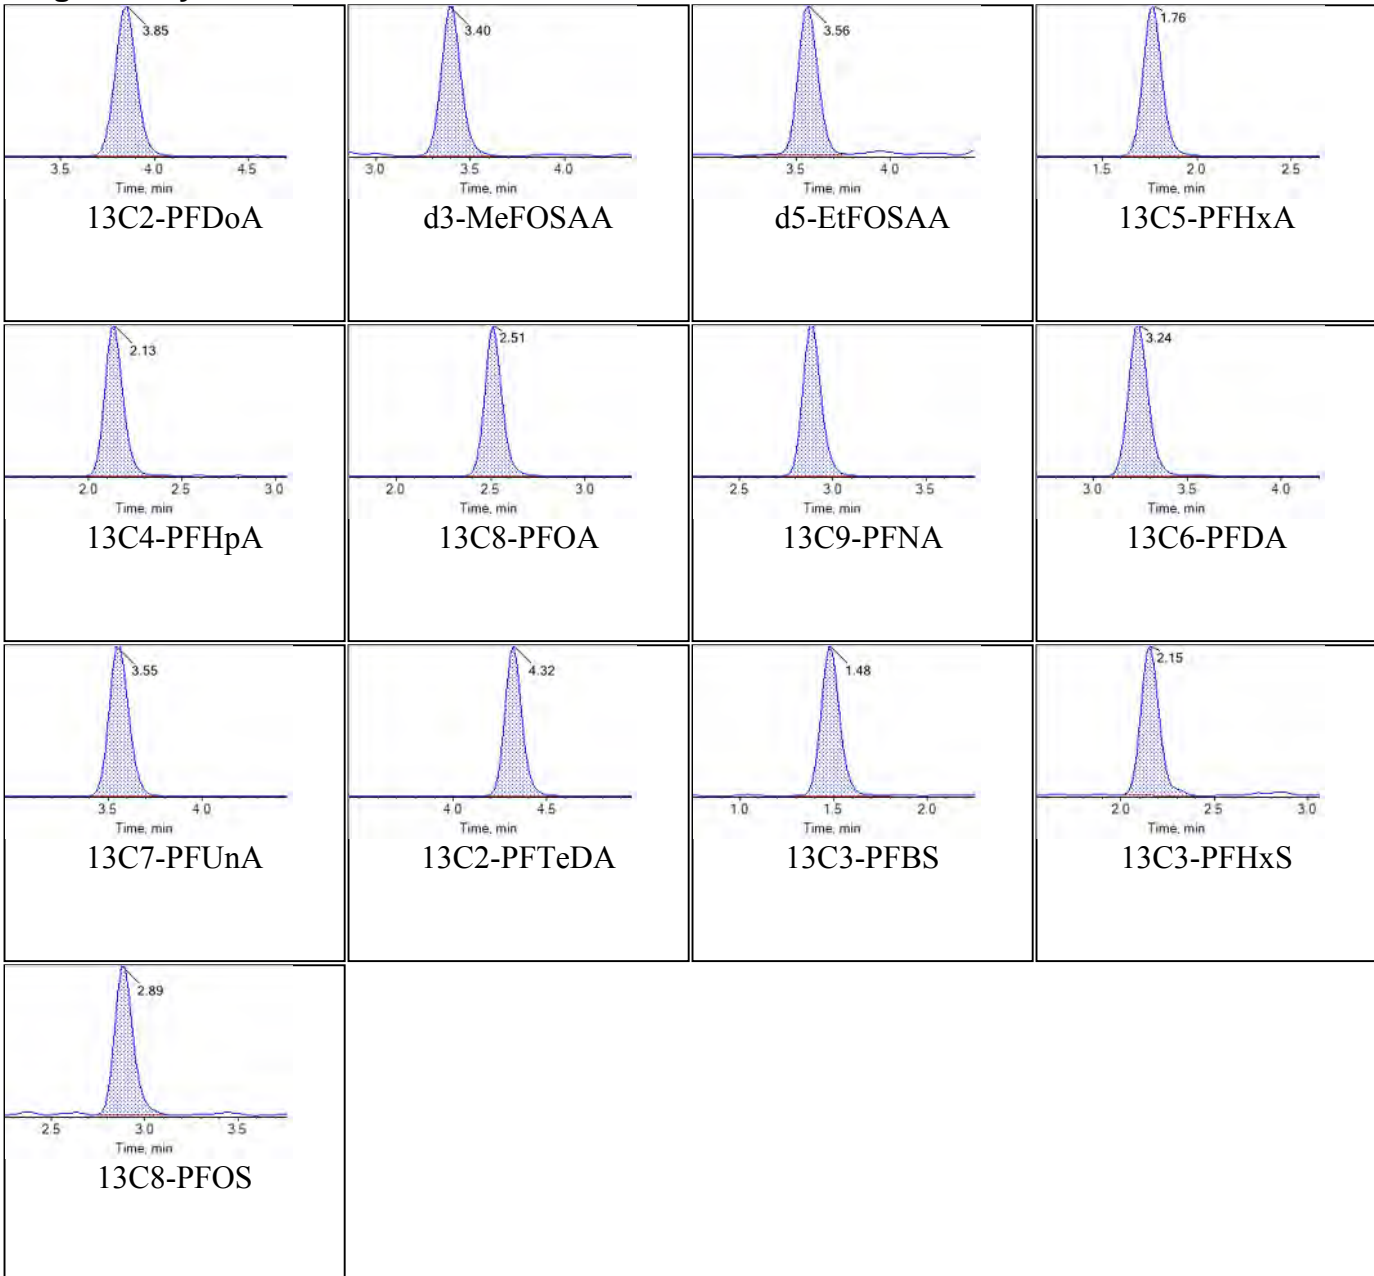 3.85
3.5 4.0 4.5
Time, min
13C2-PFDoA
3.40
3.0 3.5 4.0
Time, min
d3-MeFOSAA
3.56
3.5 4.0
Time, min
d5-EtFOSAA
1.76
1.5 2.0 2.5
Time, min
13C5-PFHxA
2.13
2.0 2.5 3.0
Time, min
13C4-PFHpA
2.51
2.0 2.5 3.0
Time, min
13C8-PFOA
2.5 3.0 3.5
Time, min
13C9-PFNA
3.24
3.0 3.5 4.0
Time, min
13C6-PFDA
3.55
3.5 4.0
Time, min
13C7-PFUnA
4.32
4.0 4.5
Time, min
13C2-PFTeDA
1.48
1.0 1.5 2.0
Time, min
13C3-PFBS
2.15
2.0 2.5 3.0
Time, min
13C3-PFHxS
2.89
2.5 3.0 3.5
Time, min
13C8-PFOS